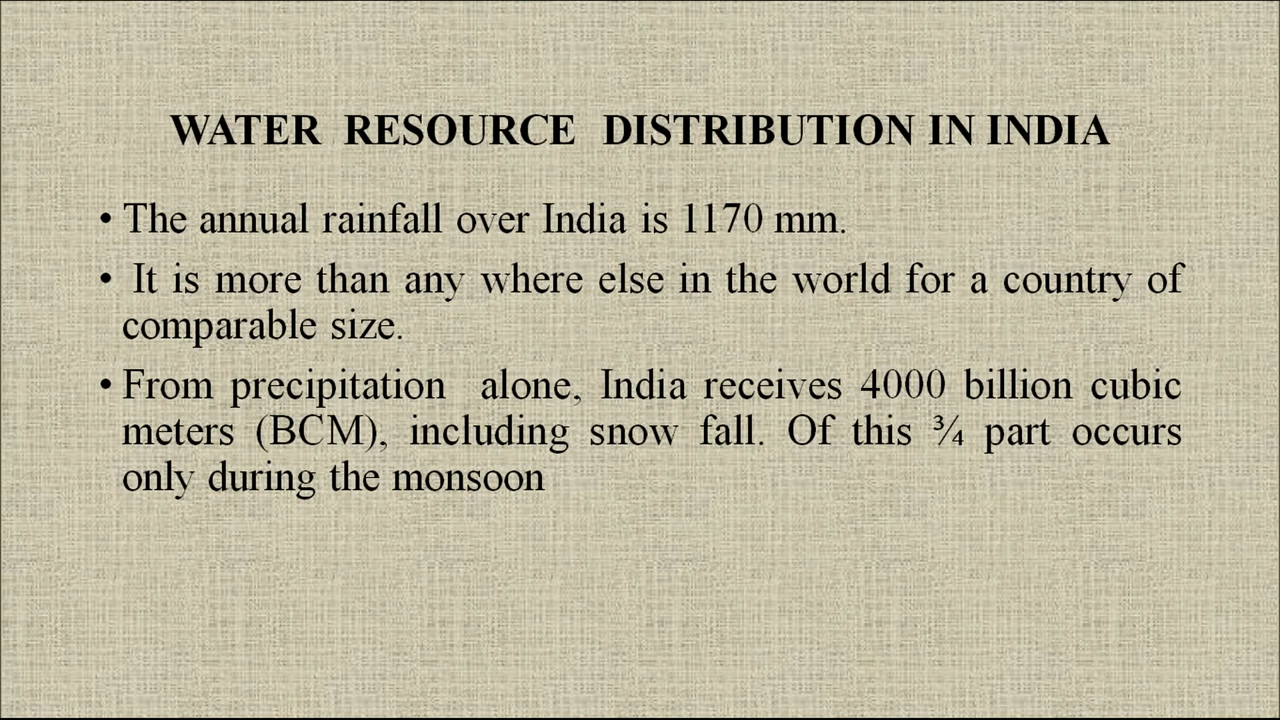 WATER RESOURCE DISTRIBUTION IN INDIA
• The annual rainfall over India is 1170 mm.
• It is more than any where else in the world for a country of
comparable size.
• From precipitation alone, India receives 4000 billion cubic
meters (BCM), including snow fall. Of this ¾ part occurs
only during the monsoon